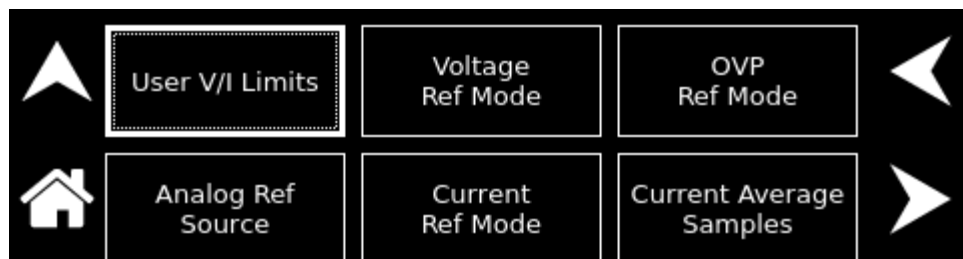 User V/I Limits
Voltage
Ref Mode
OVP
Ref Mode
Analog Ref
Source
Current
Ref Mode
Current Average
Samples